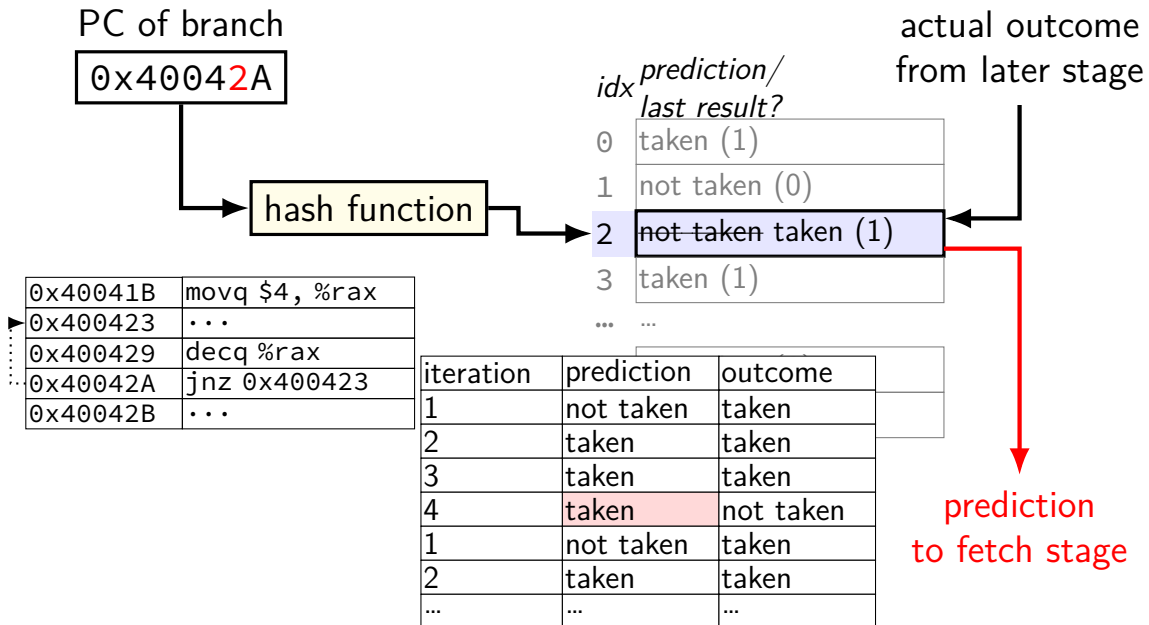 PC of branch
0x40042A
actual outcome
from later stage
idx prediction/
last result?
0 taken (1)
1 not taken (0)
hash function
2 not taken taken (1)
3 taken (1)
… …
0x40041B movq $4, %rax
0x400423 ···
0x400429 decq %rax
0x40042A jnz 0x400423
0x40042B ···
iteration prediction outcome
1 not taken taken
2 taken taken
3 taken taken
4 taken not taken
1 not taken taken
2 taken taken
… … …
prediction
to fetch stage